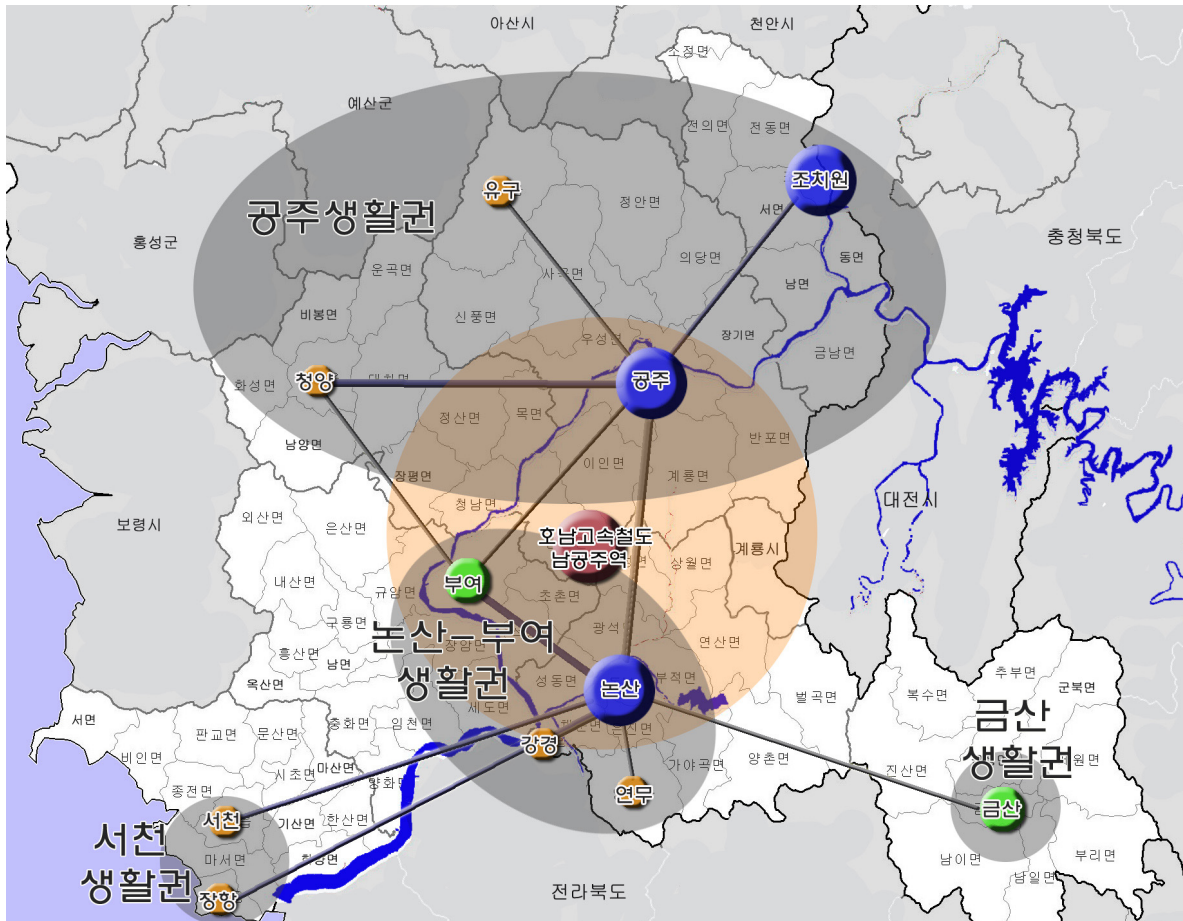 아산시
천안시
소정면
예산군
전의면
전동면
조치원
유구
공주생활권
정안면
서면
홍성군
충청북도
운곡면
사곡면
의당면
동면
남면
비봉면
신풍면
우성면
장기면
금남면
화성면
청양
공주
정산면
목면
남양면
반포면
이인면
장평면
계룡면
청남면
대전시
외산면
은산면
보령시
호남고속철도
남공주역
계룡시
상월면
내산면
부여
규암면
초촌면
구룡면
광석면
논산-부여
생활권
장암면
연산면
홍산면
남면
성동면
논산
부적면
옥산면
추부면
군북면
복수면
벌곡면
세도면
금산
생활권
서면
충화면
임천면
판교면
문산면
강경
비인면
시초면
마산면
양화면
가야곡면
양촌면
진산면
종천면
연무
금산
서천
기산면
한산면
서천
생활권
마서면
화양면
남이면
부리면
남일면
장항
전라북도